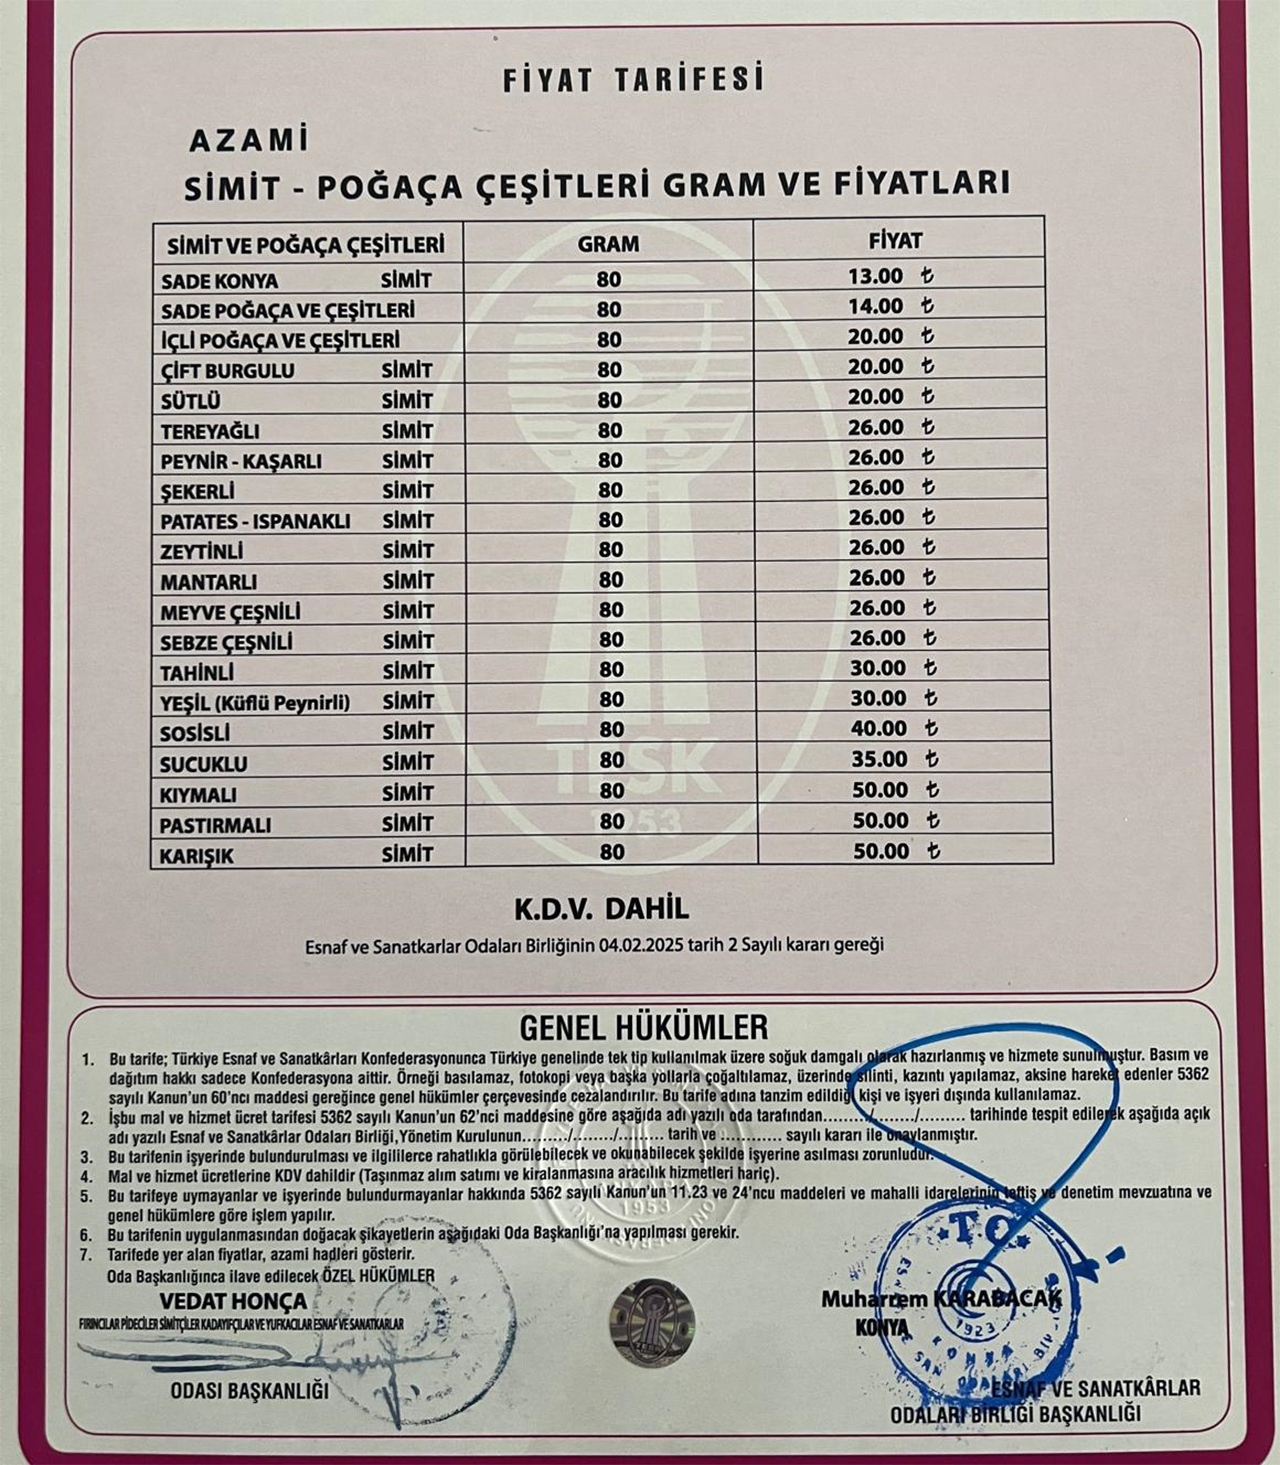 FİYAT TARİFESİ
AZAMİ
SİMİT - POĞAÇA ÇEŞİTLERİ GRAM VE FİYATLARI
SİMİT VE POĞAÇA ÇEŞİTLERİ GRAM FİYAT
SADE KONYA SİMİT 80 13.00 ₺
SADE POĞAÇA VE ÇEŞİTLERİ 80 14.00 ₺
İÇLİ POĞAÇA VE ÇEŞİTLERİ 80 20.00 ₺
ÇİFT BURGULU SİMİT 80 20.00 ₺
SÜTLÜ SİMİT 80 20.00 ₺
TEREYAĞLI SİMİT 80 26.00 ₺
PEYNİR - KAŞARLI SİMİT 80 26.00 ₺
ŞEKERLİ SİMİT 80 26.00 ₺
PATATES - ISPANAKLI SİMİT 80 26.00 ₺
ZEYTİNLİ SİMİT 80 26.00 ₺
MANTARLI SİMİT 80 26.00 ₺
MEYVE ÇEŞNİLİ SİMİT 80 26.00 ₺
SEBZE ÇEŞNİLİ SİMİT 80 26.00 ₺
TAHİNLİ SİMİT 80 30.00 ₺
YEŞİL (Küflü Peynirli) SİMİT 80 30.00 ₺
SOSİSLİ SİMİT 80 40.00 ₺
SUCUKLU SİMİT 80 35.00 ₺
KIYMALI SİMİT 80 50.00 ₺
PASTIRMALI SİMİT 80 50.00 ₺
KARIŞIK SİMİT 80 50.00 ₺
TESK
1953
K.D.V. DAHİL
Esnaf ve Sanatkarlar Odaları Birliğinin 04.02.2025 tarih 2 Sayılı kararı gereği
GENEL HÜKÜMLER
1. Bu tarife; Türkiye Esnaf ve Sanatkârları Konfederasyonunca Türkiye genelinde tek tip kullanılmak üzere soğuk damgalı olarak hazırlanmış ve hizmete sunulmuştur. Basım ve
dağıtım hakkı sadece Konfederasyona aittir. Örneği basılamaz, fotokopi veya başka yollarla çoğaltılamaz, üzerinde silinti, kazıntı yapılamaz, aksine hareket edenler 5362
sayılı Kanun'un 60'ncı maddesi gereğince genel hükümler çerçevesinde cezalandırılır. Bu tarife adına tanzim edildiği kişi ve işyeri dışında kullanılamaz.
2. İşbu mal ve hizmet ücret tarifesi 5362 sayılı Kanun'un 62'nci maddesine göre aşağıda adı yazılı oda tarafından........./......../......... tarihinde tespit edilerek aşağıda açık
adı yazılı Esnaf ve Sanatkârlar Odaları Birliği,Yönetim Kurulunun......../......../......... tarih ve ............ sayılı kararı ile onaylanmıştır.
3. Bu tarifenin işyerinde bulundurulması ve ilgililerce rahatlıkla görülebilecek ve okunabilecek şekilde işyerine asılması zorunludur.
4. Mal ve hizmet ücretlerine KDV dahildir (Taşınmaz alım satımı ve kiralanmasına aracılık hizmetleri hariç).
5. Bu tarifeye uymayanlar ve işyerinde bulundurmayanlar hakkında 5362 sayılı Kanun'un 11.23 ve 24'ncu maddeleri ve mahalli idarelerinin teftiş ve denetim mevzuatına ve
genel hükümlere göre işlem yapılır.
6. Bu tarifenin uygulanmasından doğacak şikayetlerin aşağıdaki Oda Başkanlığı'na yapılması gerekir.
7. Tarifede yer alan fiyatlar, azami hadleri gösterir.
Oda Başkanlığınca ilave edilecek ÖZEL HÜKÜMLER
VEDAT HONÇA
FIRINCILAR PİDECİLER SİMİTÇİLER KADAYIFÇILAR VE YUFKACILAR ESNAF VE SANATKARLAR
ODASI BAŞKANLIĞI
1953
T.C.
1923
KONYA
Muharrem KARABACAK
KONYA
ESNAF VE SANATKÂRLAR
ODALARI BİRLİĞİ BAŞKANLIĞI